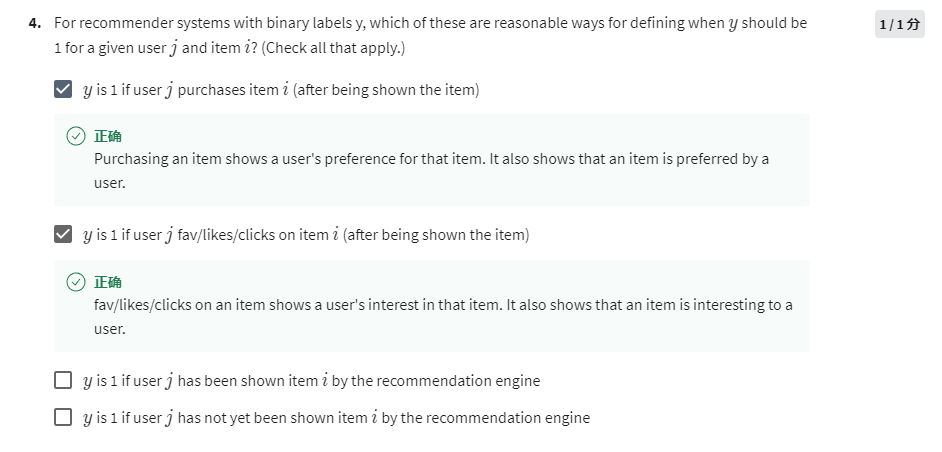 4. For recommender systems with binary labels y, which of these are reasonable ways for defining when y should be 1/1分
1 for a given user j and item i? (Check all that apply.)
y is 1 if user j purchases item i (after being shown the item)
正确
Purchasing an item shows a user's preference for that item. It also shows that an item is preferred by a
user.
y is 1 if user j fav/likes/clicks on item i (after being shown the item)
正确
fav/likes/clicks on an item shows a user's interest in that item. It also shows that an item is interesting to a
user.
y is 1 if user j has been shown item i by the recommendation engine
y is 1 if user j has not yet been shown item i by the recommendation engine